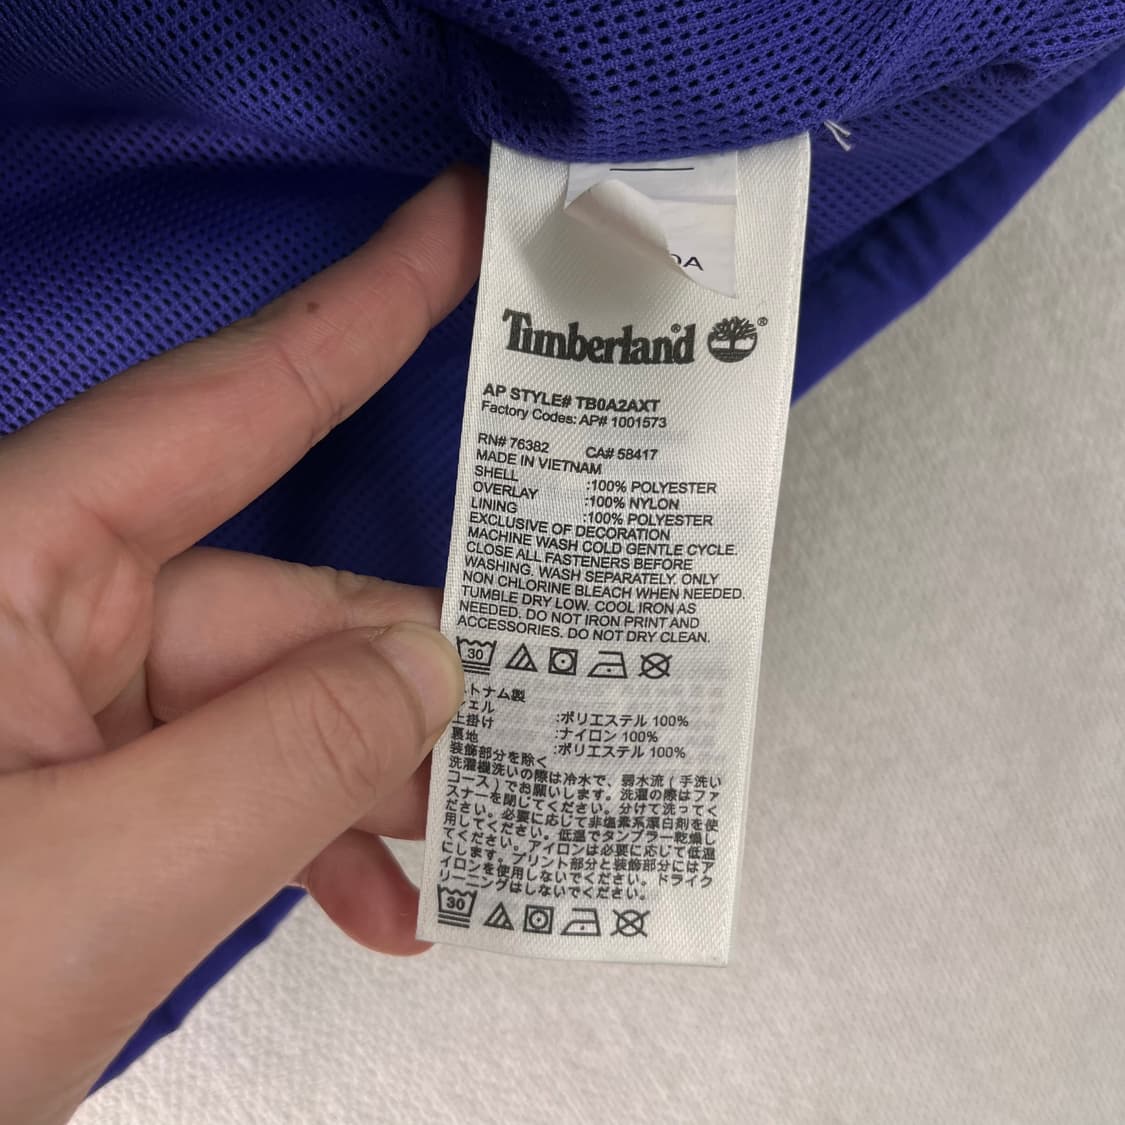 Timberland®
AP STYLE# TB0A2AXT
Factory Codes: AP# 1001573
RN# 76382 CA# 58417
MADE IN VIETNAM
SHELL :100% POLYESTER
OVERLAY :100% NYLON
LINING :100% POLYESTER
EXCLUSIVE OF DECORATION
MACHINE WASH COLD GENTLE CYCLE.
CLOSE ALL FASTENERS BEFORE
WASHING. WASH SEPARATELY. ONLY
NON CHLORINE BLEACH WHEN NEEDED.
TUMBLE DRY LOW. COOL IRON AS
NEEDED. DO NOT IRON PRINT AND
ACCESSORIES. DO NOT DRY CLEAN.
30
トナム製
シェル :ポリエステル 100%
上掛け :ナイロン 100%
裏地 :ポリエステル 100%
装飾部分を除く
洗濯機洗いの際は冷水で、弱水流(手洗い
コース)でお願いします。洗濯の際はファ
スナーを閉じてください。分けて洗ってく
ださい。必要に応じて非塩素系漂白剤を使
用してください。低温でタンブラー乾燥し
てください。アイロンは必要に応じて低温
にします。プリント部分と装飾部分にはア
イロンを使用しないでください。ドライク
リーニングはしないでください。
30